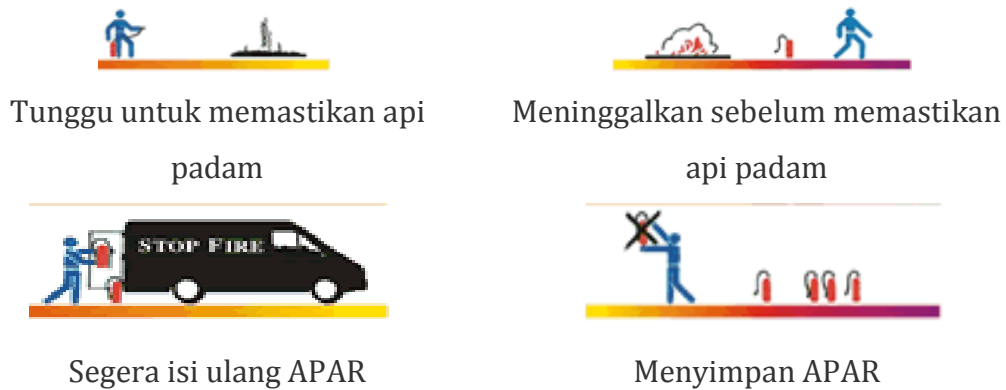 Tunggu untuk memastikan api
padam
Meninggalkan sebelum memastikan
api padam
STOP FIRE
Segera isi ulang APAR
Menyimpan APAR